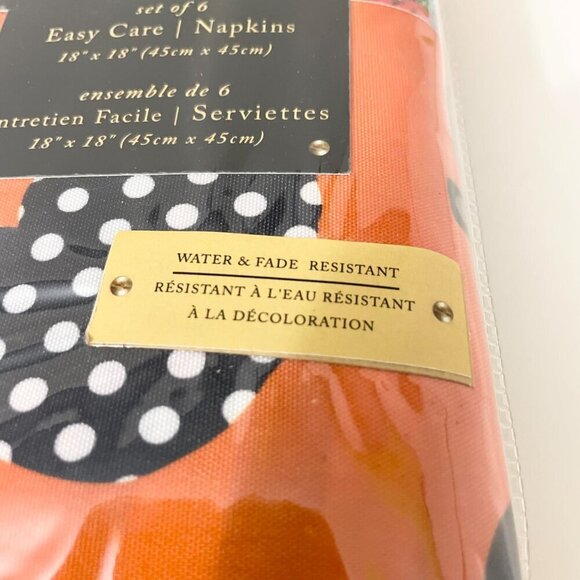 set of 6
Easy Care | Napkins
18" x 18" (45cm x 45cm)
ensemble de 6
ntretien Facile | Serviettes
18" x 18" (45cm x 45cm)
WATER & FADE RESISTANT
RÉSISTANT À L'EAU RÉSISTANT
À LA DÉCOLORATION